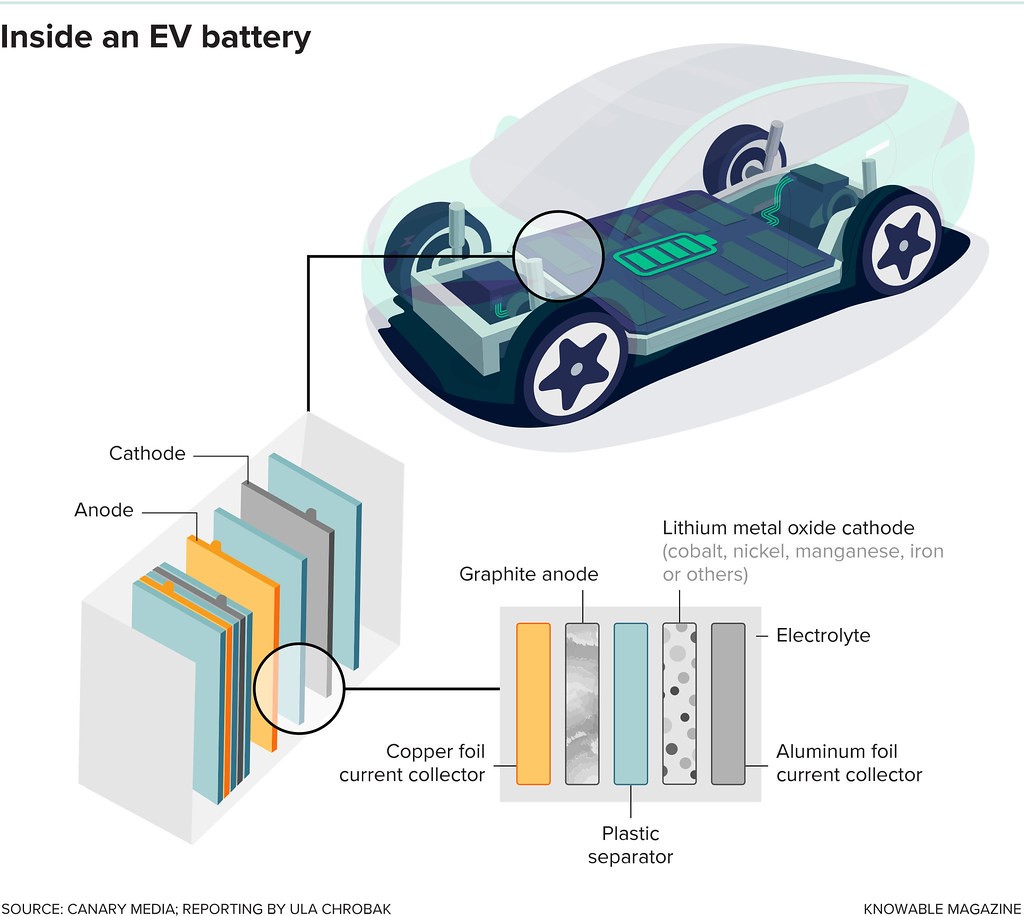 Inside an EV battery
Cathode
Anode
Lithium metal oxide cathode
(cobalt, nickel, manganese, iron
or others)
Graphite anode
Electrolyte
Copper foil
current collector
Aluminum foil
current collector
Plastic
separator
SOURCE: CANARY MEDIA; REPORTING BY ULA CHROBAK
KNOWABLE MAGAZINE